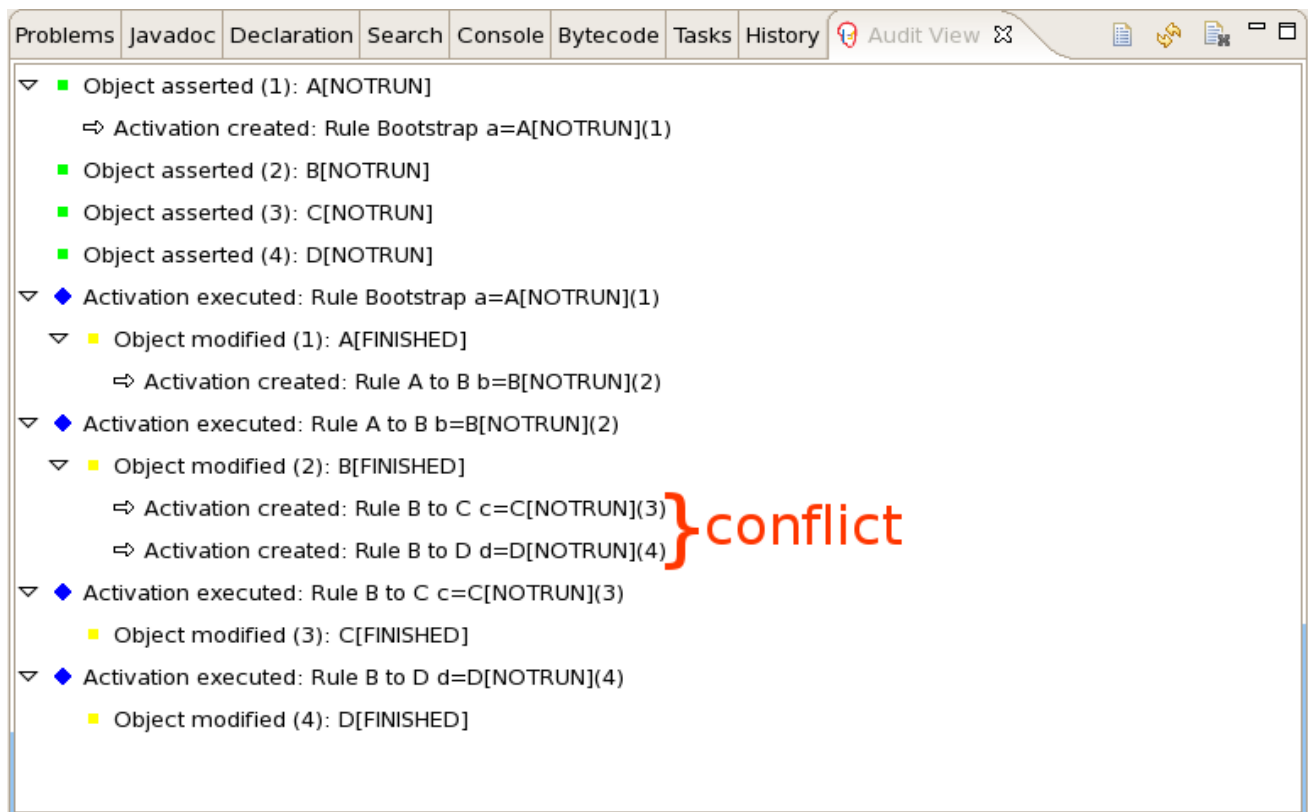 Problems Javadoc Declaration Search Console Bytecode Tasks History Audit View
Object asserted (1): A[NOTRUN]
Activation created: Rule Bootstrap a=A[NOTRUN](1)
Object asserted (2): B[NOTRUN]
Object asserted (3): C[NOTRUN]
Object asserted (4): D[NOTRUN]
Activation executed: Rule Bootstrap a=A[NOTRUN](1)
Object modified (1): A[FINISHED]
Activation created: Rule A to B b=B[NOTRUN](2)
Activation executed: Rule A to B b=B[NOTRUN](2)
Object modified (2): B[FINISHED]
Activation created: Rule B to C c=C[NOTRUN](3)
} conflict
Activation created: Rule B to D d=D[NOTRUN](4)
Activation executed: Rule B to C c=C[NOTRUN](3)
Object modified (3): C[FINISHED]
Activation executed: Rule B to D d=D[NOTRUN](4)
Object modified (4): D[FINISHED]